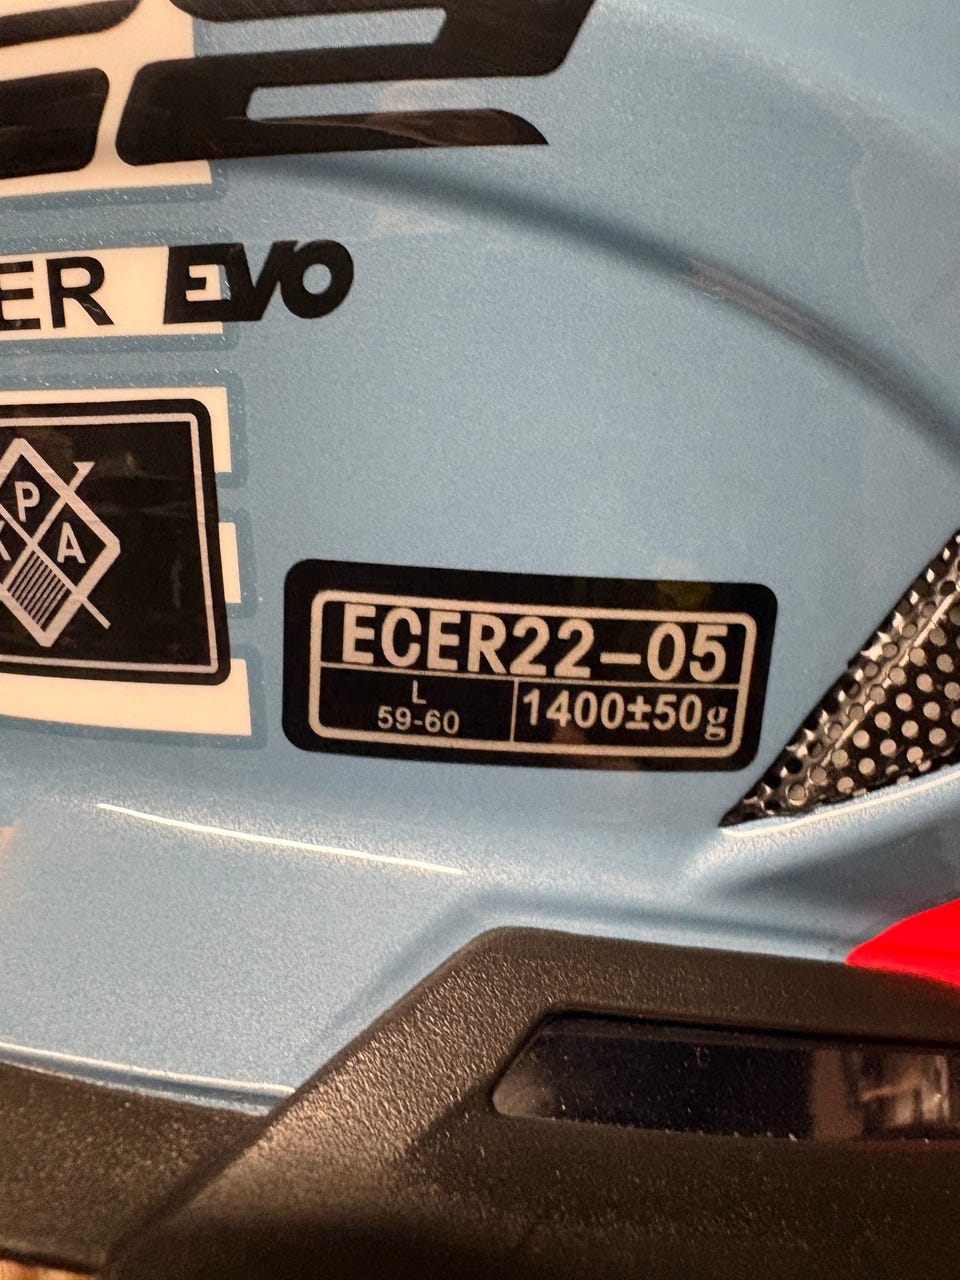 ER EVO
P
A
ECER22-05
L
59-60
1400±50g